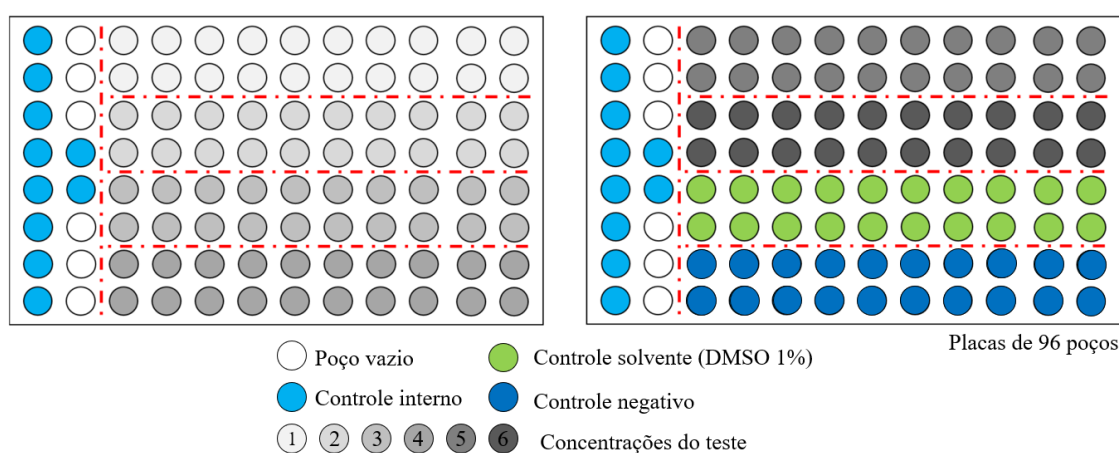 Placas de 96 poços
Poço vazio
Controle solvente (DMSO 1%)
Controle interno
Controle negativo
1 2 3 4 5 6 Concentrações do teste